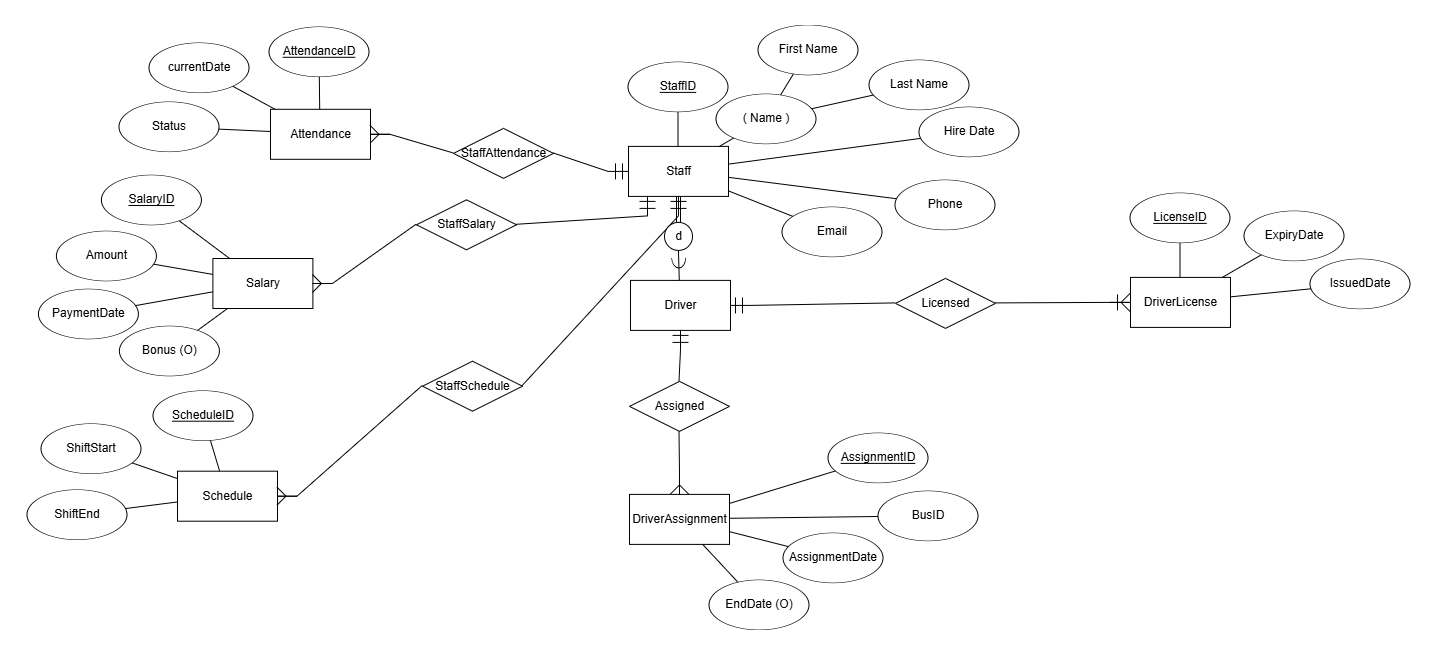 First Name
AttendanceID
currentDate
StaffID
Last Name
( Name )
Status
Attendance
Hire Date
StaffAttendance
Staff
SalaryID
Phone
LicenseID
StaffSalary
Email
d
ExpiryDate
Amount
Salary
IssuedDate
Driver
Licensed
DriverLicense
PaymentDate
Bonus (O)
StaffSchedule
Assigned
ScheduleID
ShiftStart
AssignmentID
Schedule
ShiftEnd
DriverAssignment
BusID
AssignmentDate
EndDate (O)